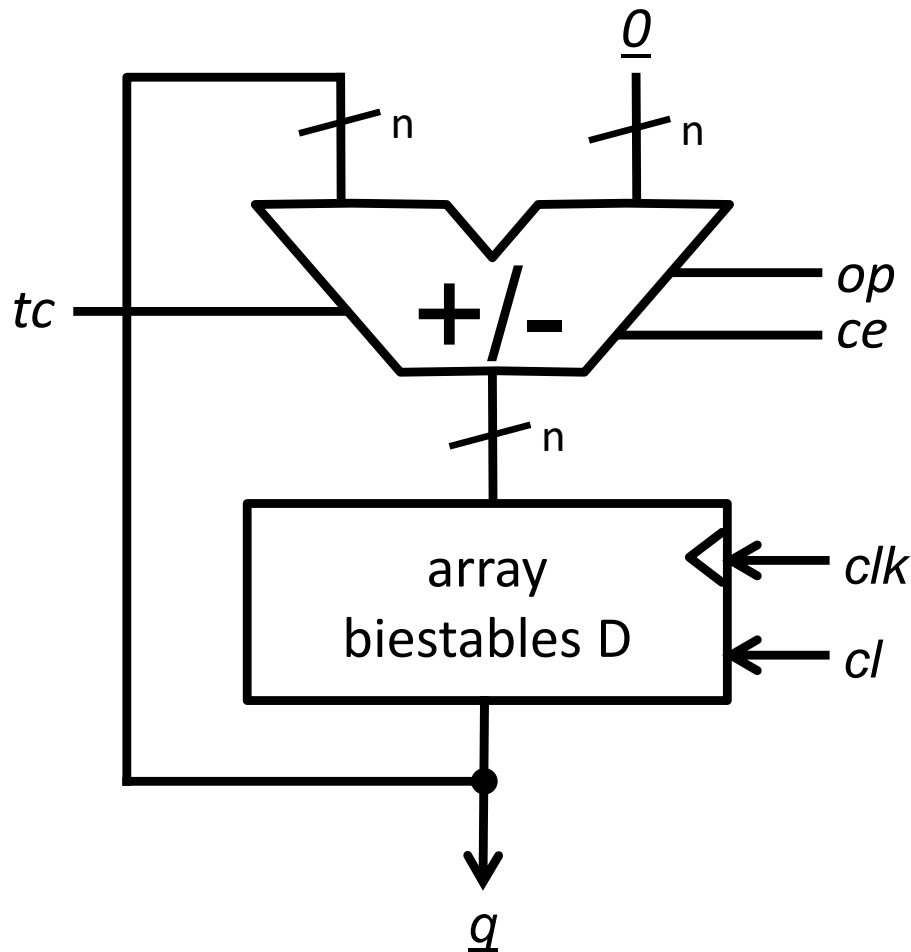 0
n
n
tc
+/-
op
ce
n
array
biestables D
clk
cl
q